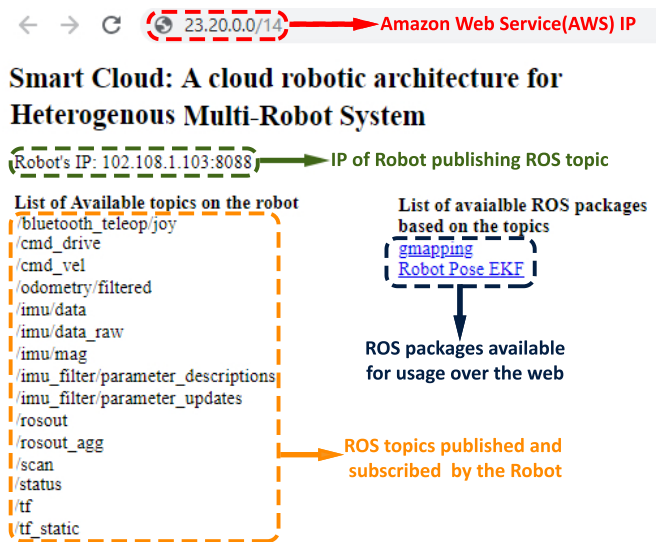 23.20.0.0/14
Amazon Web Service(AWS) IP
Smart Cloud: A cloud robotic architecture for
Heterogenous Multi-Robot System
Robot's IP: 102.108.1.103:8088
IP of Robot publishing ROS topic
List of Available topics on the robot
/bluetooth_teleop/joy
/cmd_drive
/cmd_vel
/odometry/filtered
/imu/data
/imu/data_raw
/imu/mag
/imu_filter/parameter_descriptions
/imu_filter/parameter_updates
/rosout
/rosout_agg
/scan
/status
/tf
/tf_static
List of avaialble ROS packages
based on the topics
gmapping
Robot Pose EKF
ROS packages available
for usage over the web
ROS topics published and
subscribed by the Robot